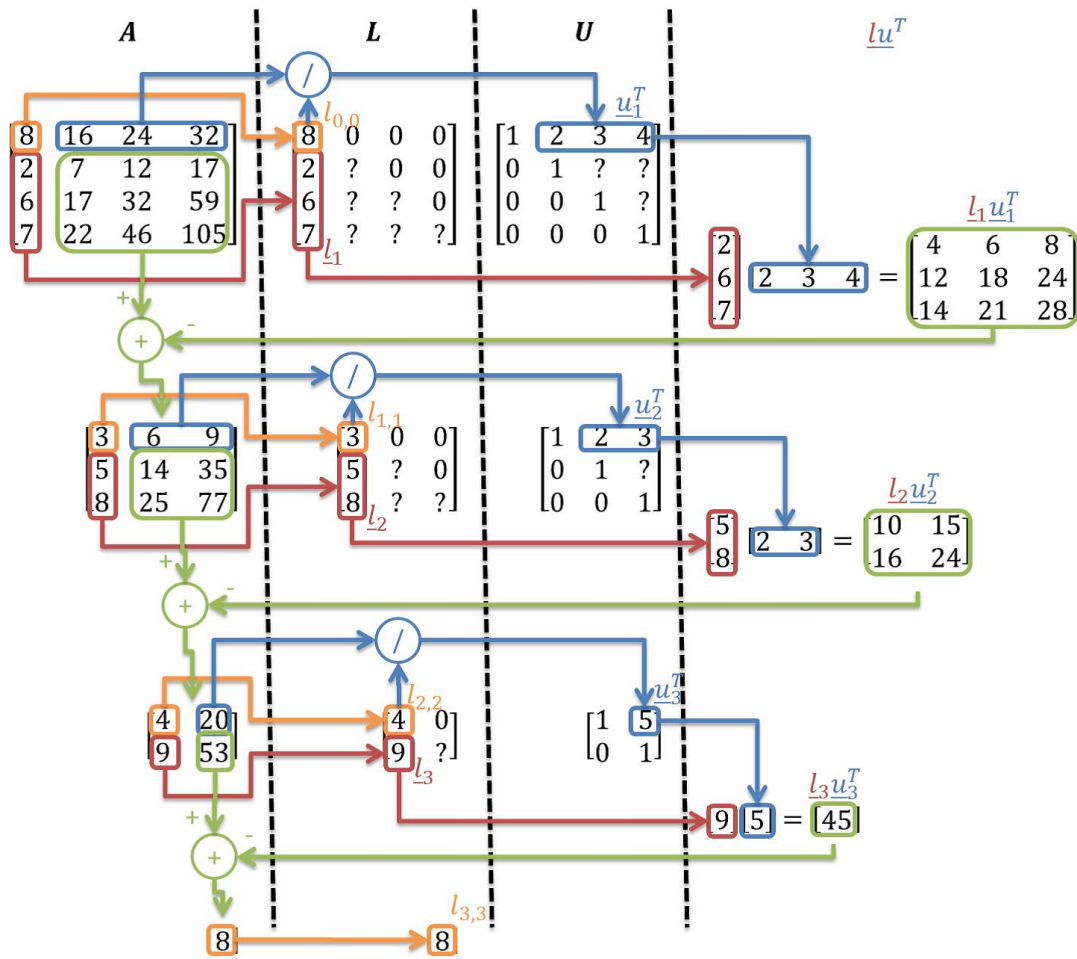 A L U lu^T
/
l_{0,0} u_1^T
8 16 24 32 8 0 0 0 1 2 3 4
2 7 12 17 2 ? 0 0 0 1 ? ?
6 17 32 59 6 ? ? 0 0 0 1 ?
7 22 46 105 7 ? ? ? 0 0 0 1
l_1 l_1u_1^T
2 4 6 8
6 2 3 4 = 12 18 24
7 14 21 28
+ -
+
/
l_{1,1} u_2^T
3 6 9 3 0 0 1 2 3
5 14 35 5 ? 0 0 1 ?
8 25 77 8 ? ? 0 0 1
l_2 l_2u_2^T
5 10 15
8 2 3 = 16 24
+ -
+
/
l_{2,2} u_3^T
4 20 4 0 1 5
9 53 9 ? 0 1
l_3 l_3u_3^T
9 5 = 45
+ -
+
l_{3,3}
8 8